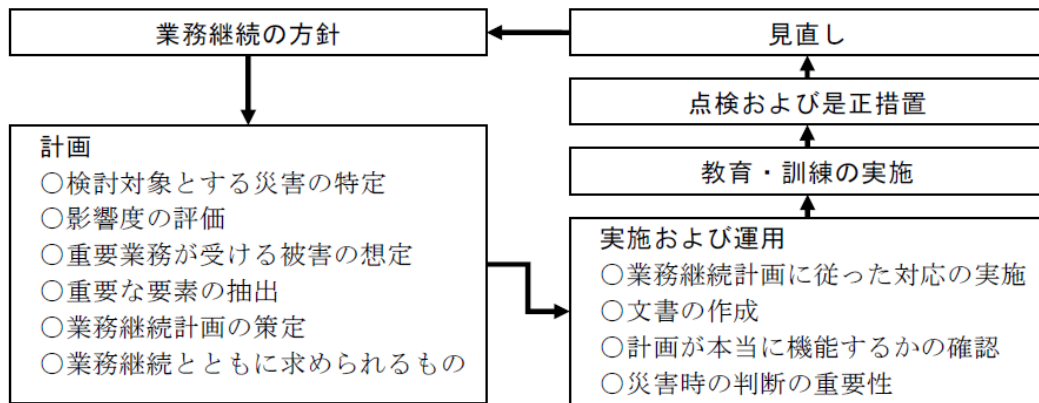 業務継続の方針
計画
○検討対象とする災害の特定
○影響度の評価
○重要業務が受ける被害の想定
○重要な要素の抽出
○業務継続計画の策定
○業務継続とともに求められるもの
実施および運用
○業務継続計画に従った対応の実施
○文書の作成
○計画が本当に機能するかの確認
○災害時の判断の重要性
教育・訓練の実施
点検および是正措置
見直し